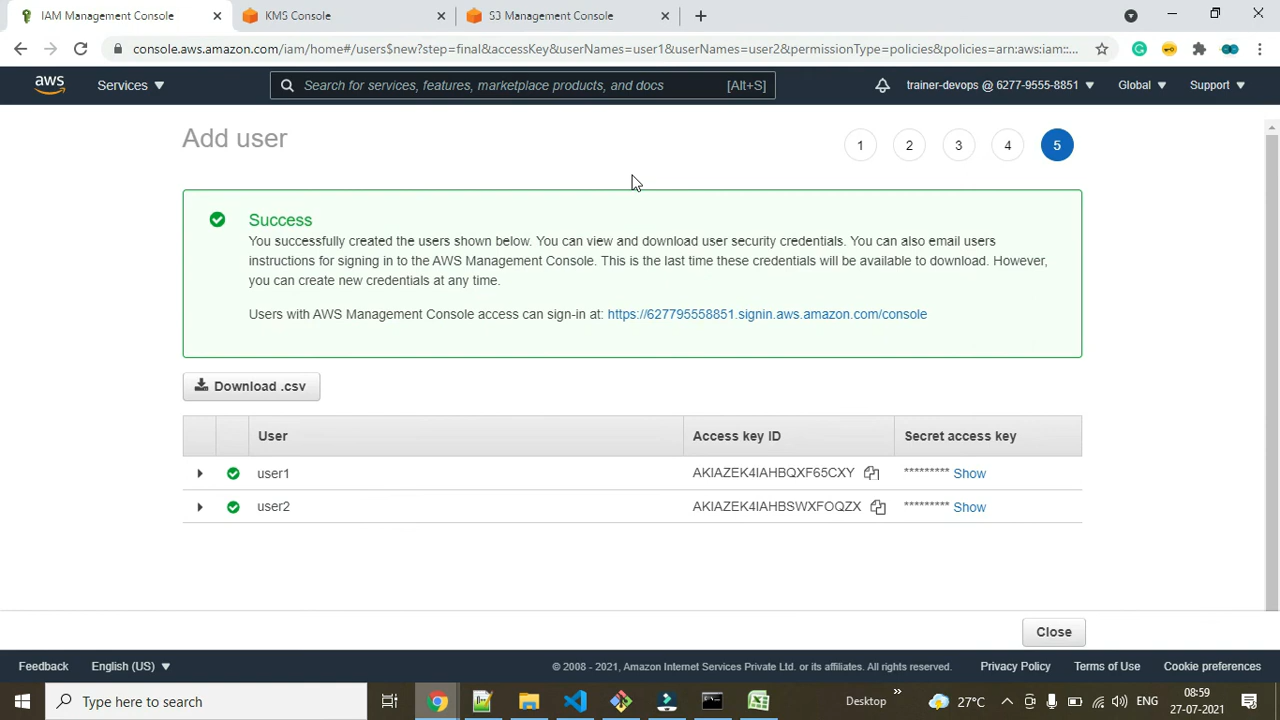 IAM Management Console
KMS Console
S3 Management Console
console.aws.amazon.com/iam/home#/users$new?step=final&accessKey&userNames=user1&userNames=user2&permissionType=policies&policies=arn:aws:iam::...
aws
Services
Search for services, features, marketplace products, and docs
[Alt+S]
trainer-devops @ 6277-9555-8851
Global
Support
Add user
1
2
3
4
5
Success
You successfully created the users shown below. You can view and download user security credentials. You can also email users
instructions for signing in to the AWS Management Console. This is the last time these credentials will be available to download. However,
you can create new credentials at any time.
Users with AWS Management Console access can sign-in at: https://627795558851.signin.aws.amazon.com/console
Download .csv
User
Access key ID
Secret access key
user1
AKIAZEK4IAHBQXF65CXY
********* Show
user2
AKIAZEK4IAHBSWXFOQZX
********* Show
Close
Feedback
English (US)
© 2008 - 2021, Amazon Internet Services Private Ltd. or its affiliates. All rights reserved.
Privacy Policy
Terms of Use
Cookie preferences
Type here to search
Desktop
27°C
ENG
08:59
27-07-2021